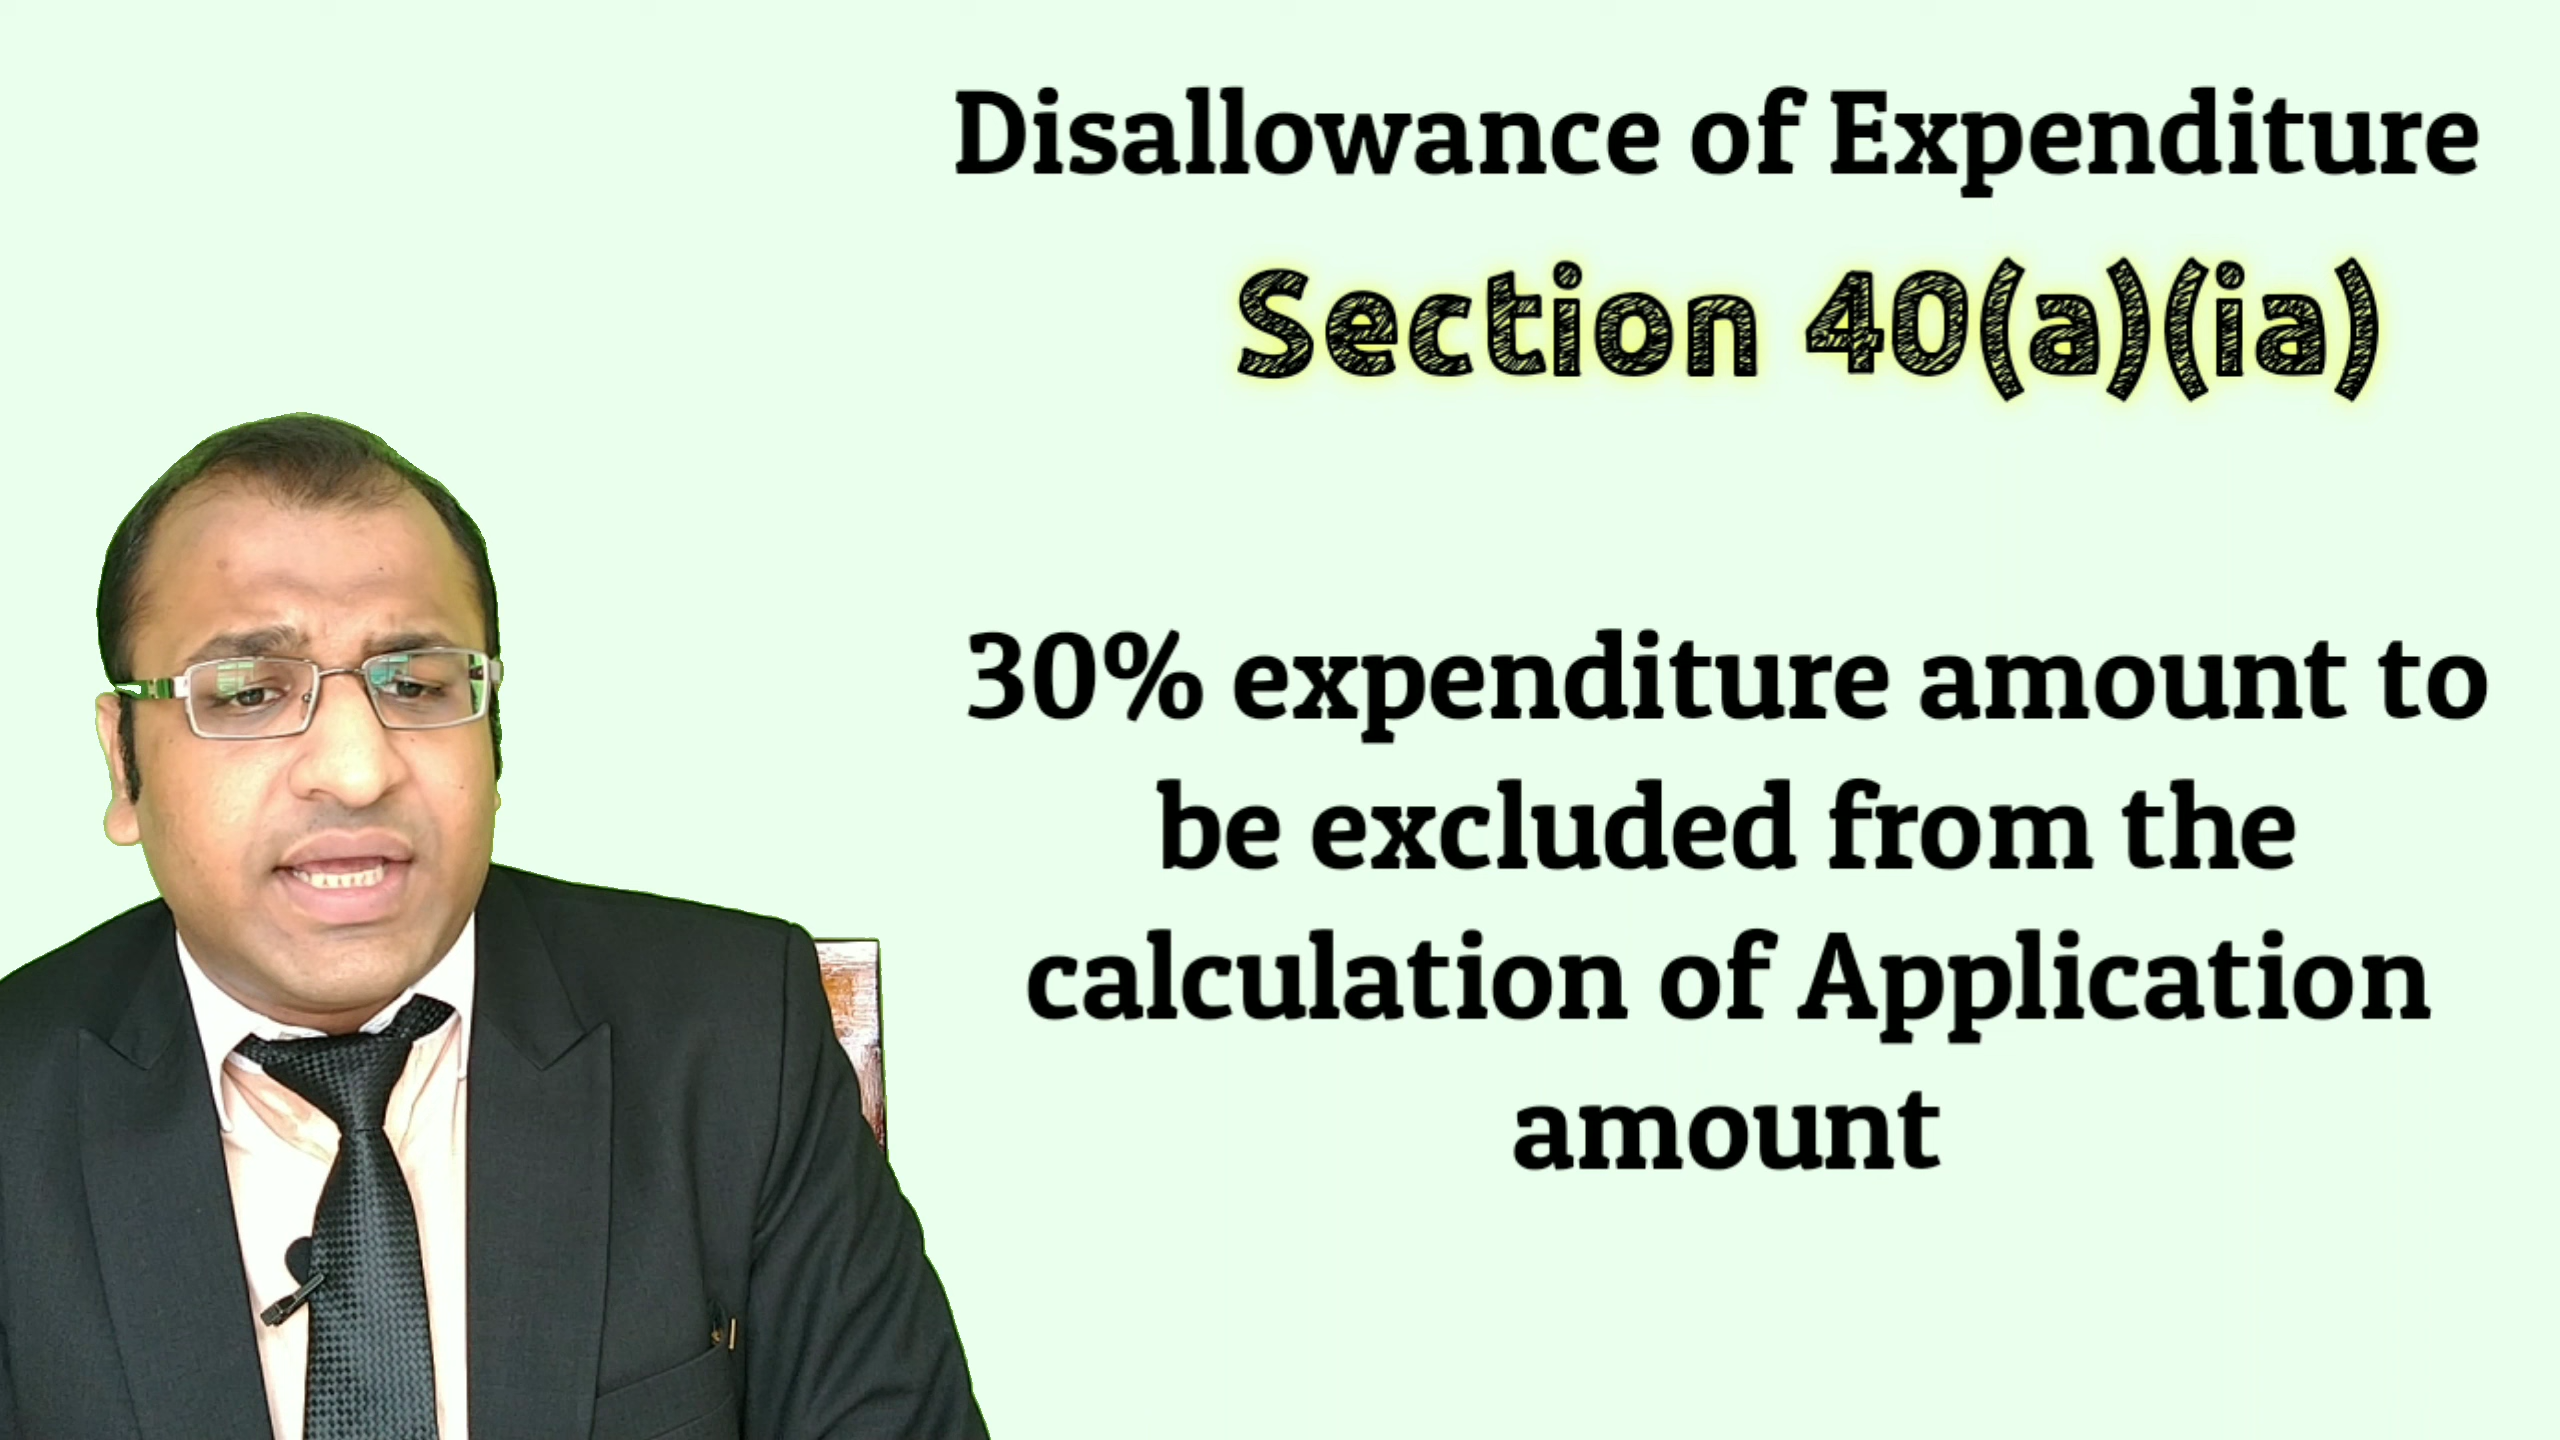 Disallowance of Expenditure
Section 40(a)(ia)
30% expenditure amount to
be excluded from the
calculation of Application
amount